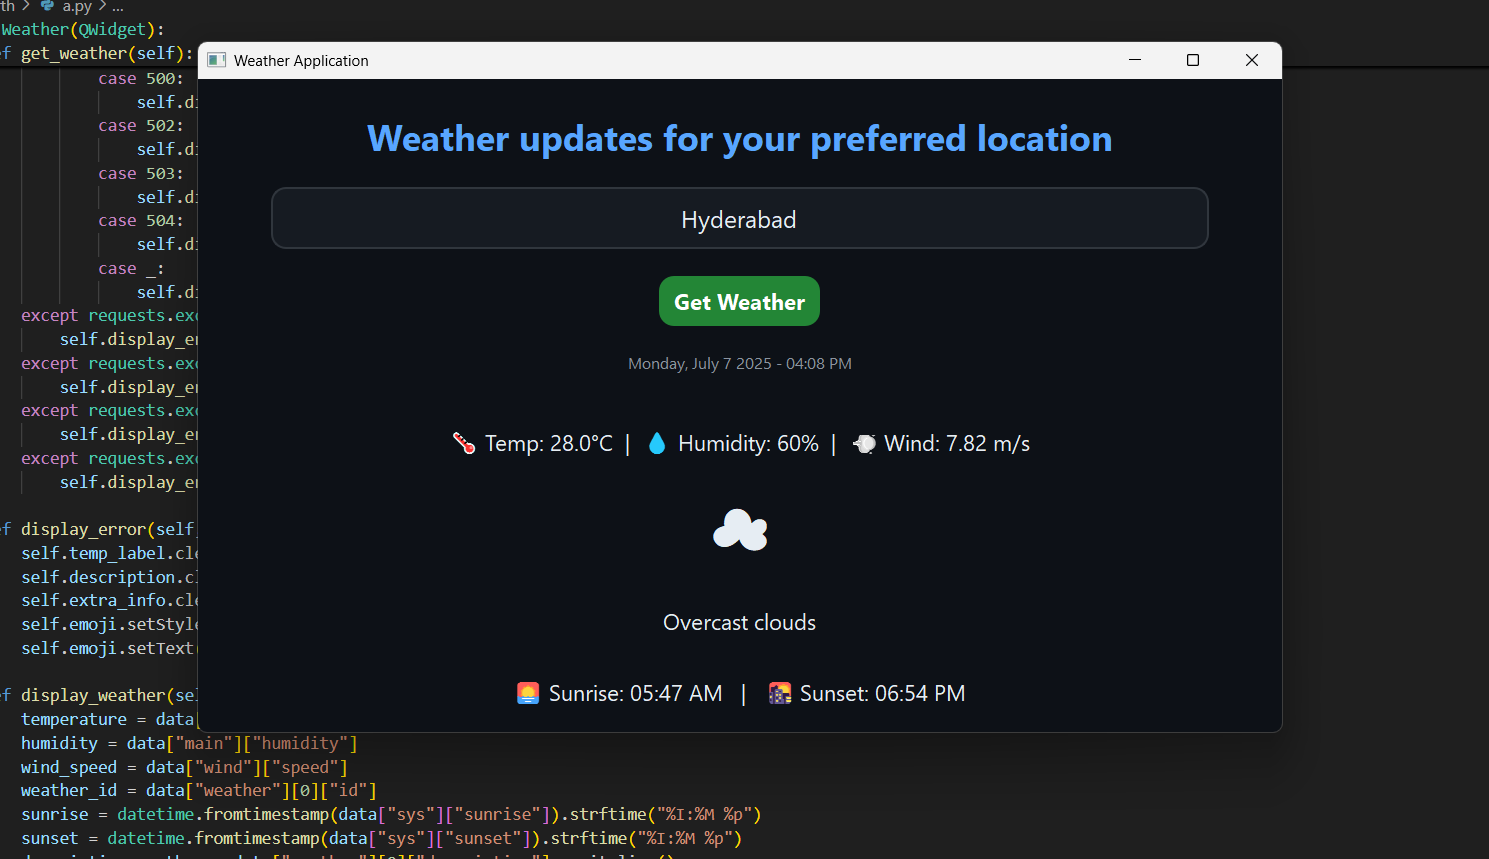 th > a.py > ...
Weather(QWidget):
f get_weather(self):
case 500:
self.di
case 502:
self.di
case 503:
self.di
case 504:
self.di
case _:
self.di
except requests.exc
self.display_er
except requests.exc
self.display_er
except requests.exc
self.display_er
except requests.exc
self.display_er
f display_error(self
self.temp_label.cle
self.description.cl
self.extra_info.cle
self.emoji.setStyle
self.emoji.setText
f display_weather(sel
temperature = data[
humidity = data["main"]["humidity"]
wind_speed = data["wind"]["speed"]
weather_id = data["weather"][0]["id"]
sunrise = datetime.fromtimestamp(data["sys"]["sunrise"]).strftime("%I:%M %p")
sunset = datetime.fromtimestamp(data["sys"]["sunset"]).strftime("%I:%M %p")
Weather Application
Weather updates for your preferred location
Hyderabad
Get Weather
Monday, July 7 2025 - 04:08 PM
Temp: 28.0°C | Humidity: 60% | Wind: 7.82 m/s
Overcast clouds
Sunrise: 05:47 AM | Sunset: 06:54 PM